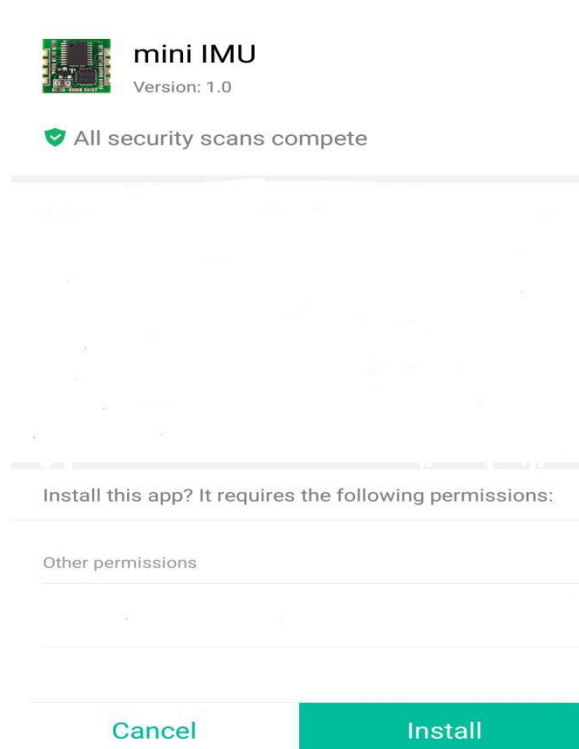 mini IMU
Version: 1.0
All security scans compete
Install this app? It requires the following permissions:
Other permissions
Cancel
Install